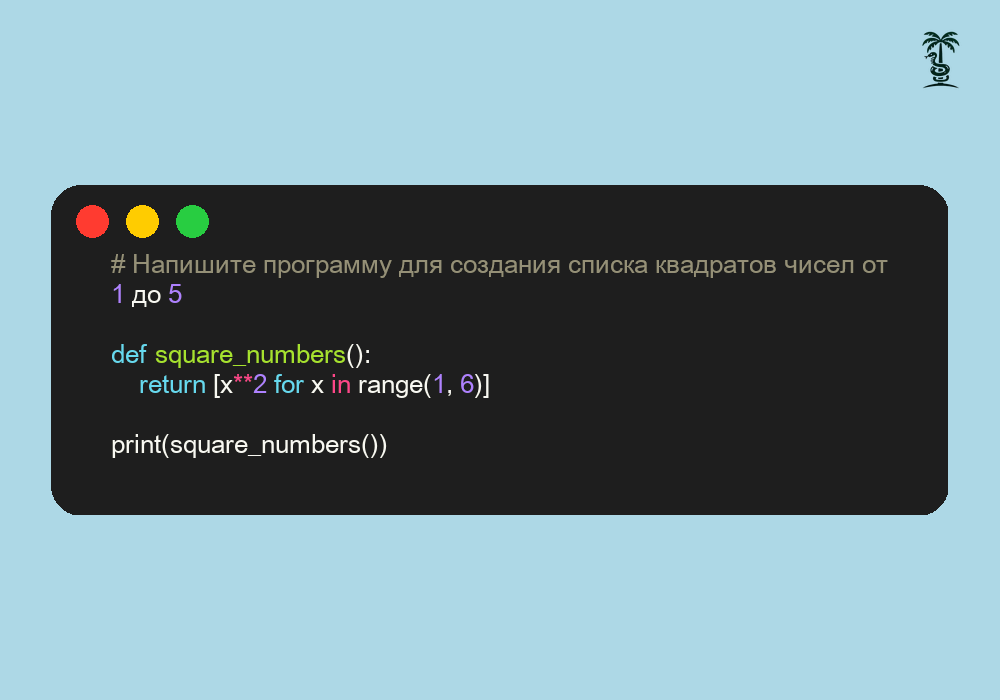 # Напишите программу для создания списка квадратов чисел от
1 до 5
def square_numbers():
    return [x**2 for x in range(1, 6)]
print(square_numbers())